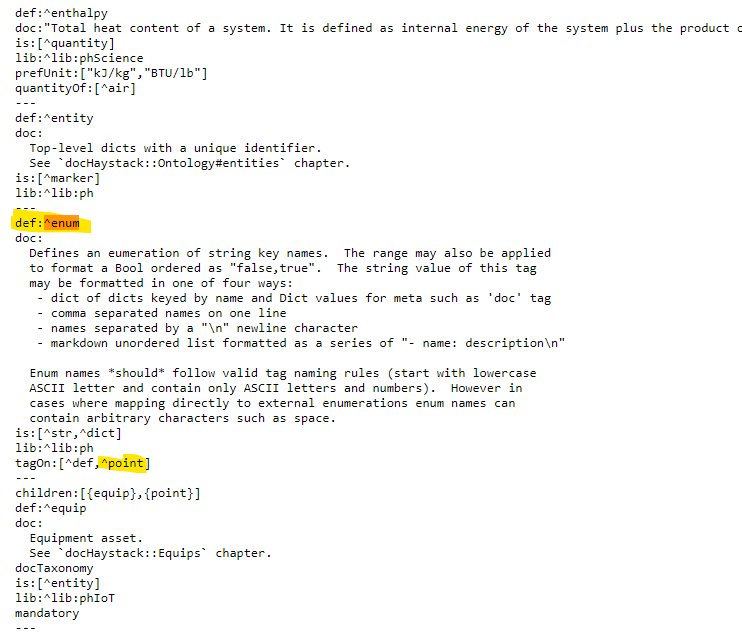 def:^enthalpy
doc:"Total heat content of a system. It is defined as internal energy of the system plus the product
is:[^quantity]
lib:^lib:phScience
prefUnit:["kJ/kg","BTU/lb"]
quantityOf:[^air]
---
def:^entity
doc:
  Top-level dicts with a unique identifier.
  See `docHaystack::Ontology#entities` chapter.
is:[^marker]
lib:^lib:ph
---
def:^enum
doc:
  Defines an eumeration of string key names.  The range may also be applied
  to format a Bool ordered as "false,true".  The string value of this tag
  may be formatted in one of four ways:
   - dict of dicts keyed by name and Dict values for meta such as 'doc' tag
   - comma separated names on one line
   - names separated by a "\n" newline character
   - markdown unordered list formatted as a series of "- name: description\n"
  Enum names *should* follow valid tag naming rules (start with lowercase
  ASCII letter and contain only ASCII letters and numbers).  However in
  cases where mapping directly to external enumerations enum names can
  contain arbitrary characters such as space.
is:[^str,^dict]
lib:^lib:ph
tagOn:[^def,^point]
---
children:[{equip},{point}]
def:^equip
doc:
  Equipment asset.
  See `docHaystack::Equips` chapter.
docTaxonomy
is:[^entity]
lib:^lib:phIoT
mandatory
---